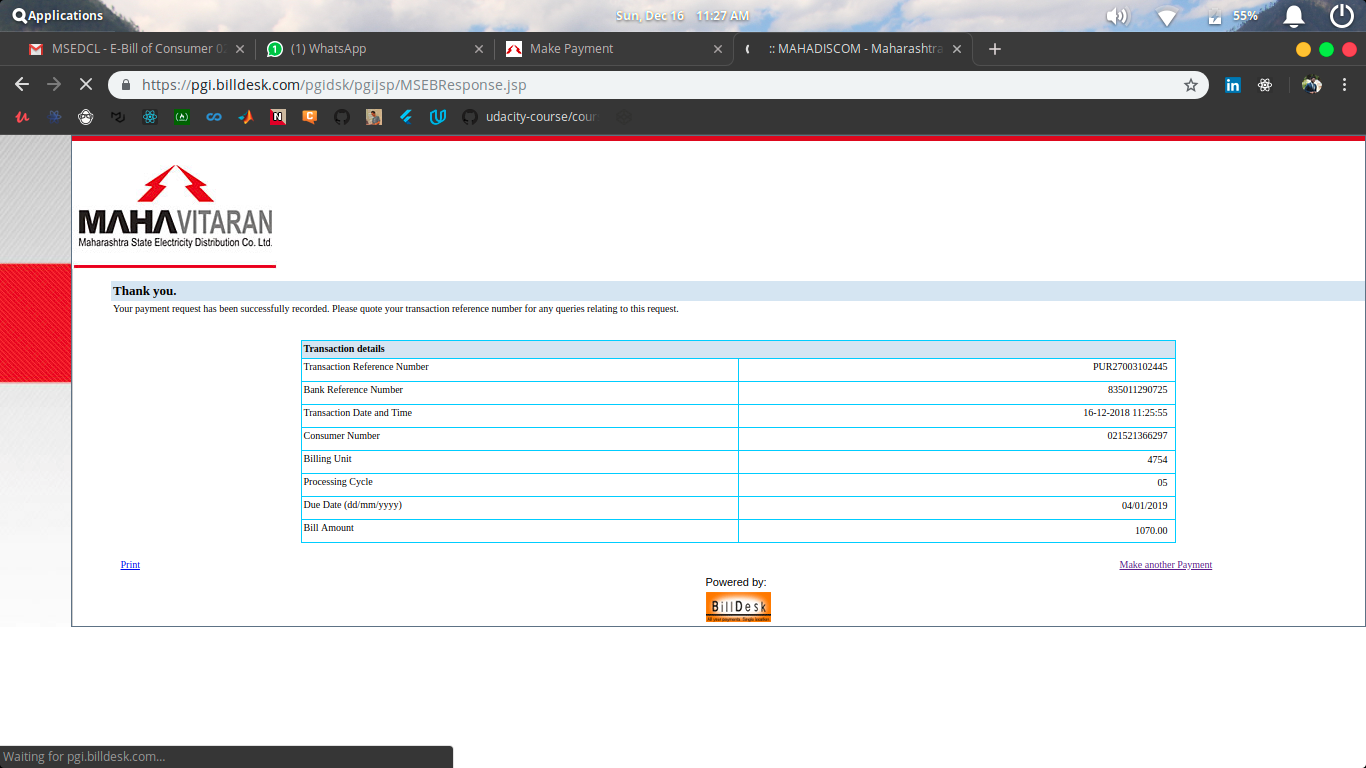 Applications
Sun, Dec 16 11:27 AM
55%
MSEDCL - E-Bill of Consumer 0
(1) WhatsApp
Make Payment
:: MAHADISCOM - Maharashtra
https://pgi.billdesk.com/pgidsk/pgijsp/MSEBResponse.jsp
udacity-course/cour
MAHAVITARAN
Maharashtra State Electricity Distribution Co. Ltd.
Thank you.
Your payment request has been successfully recorded. Please quote your transaction reference number for any queries relating to this request.
Transaction details
Transaction Reference Number PUR27003102445
Bank Reference Number 835011290725
Transaction Date and Time 16-12-2018 11:25:55
Consumer Number 021521366297
Billing Unit 4754
Processing Cycle 05
Due Date (dd/mm/yyyy) 04/01/2019
Bill Amount 1070.00
Print Make another Payment
Powered by:
BillDesk
Waiting for pgi.billdesk.com...